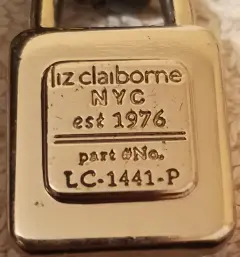 liz claiborne
NYC
est 1976
part #No.
LC-1441-P